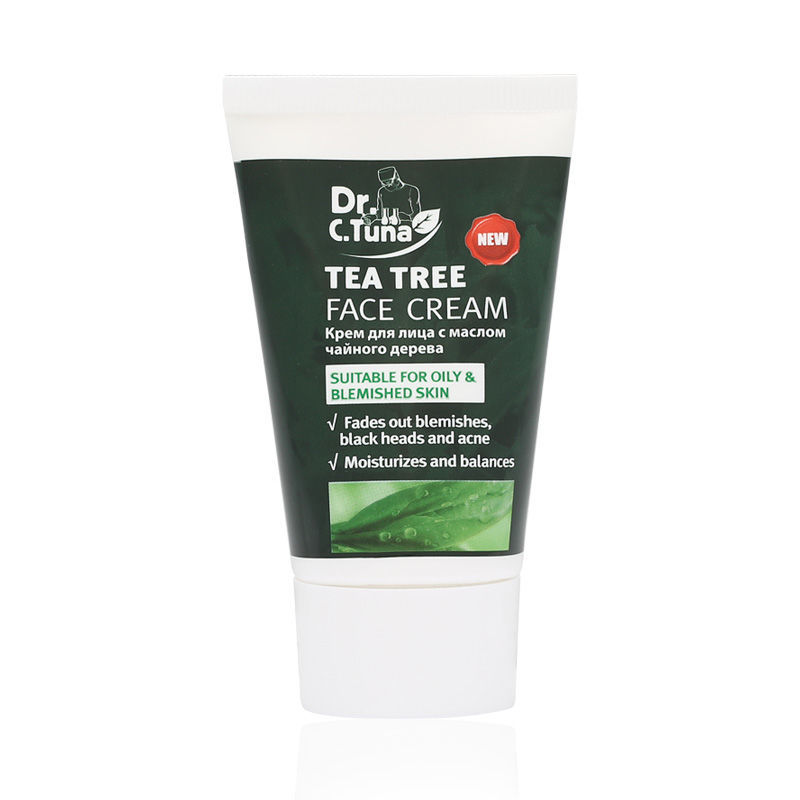 Dr.
C.Tuna
NEW
TEA TREE
FACE CREAM
Крем для лица с маслом
чайного дерева
SUITABLE FOR OILY &
BLEMISHED SKIN
√ Fades out blemishes,
black heads and acne
√ Moisturizes and balances